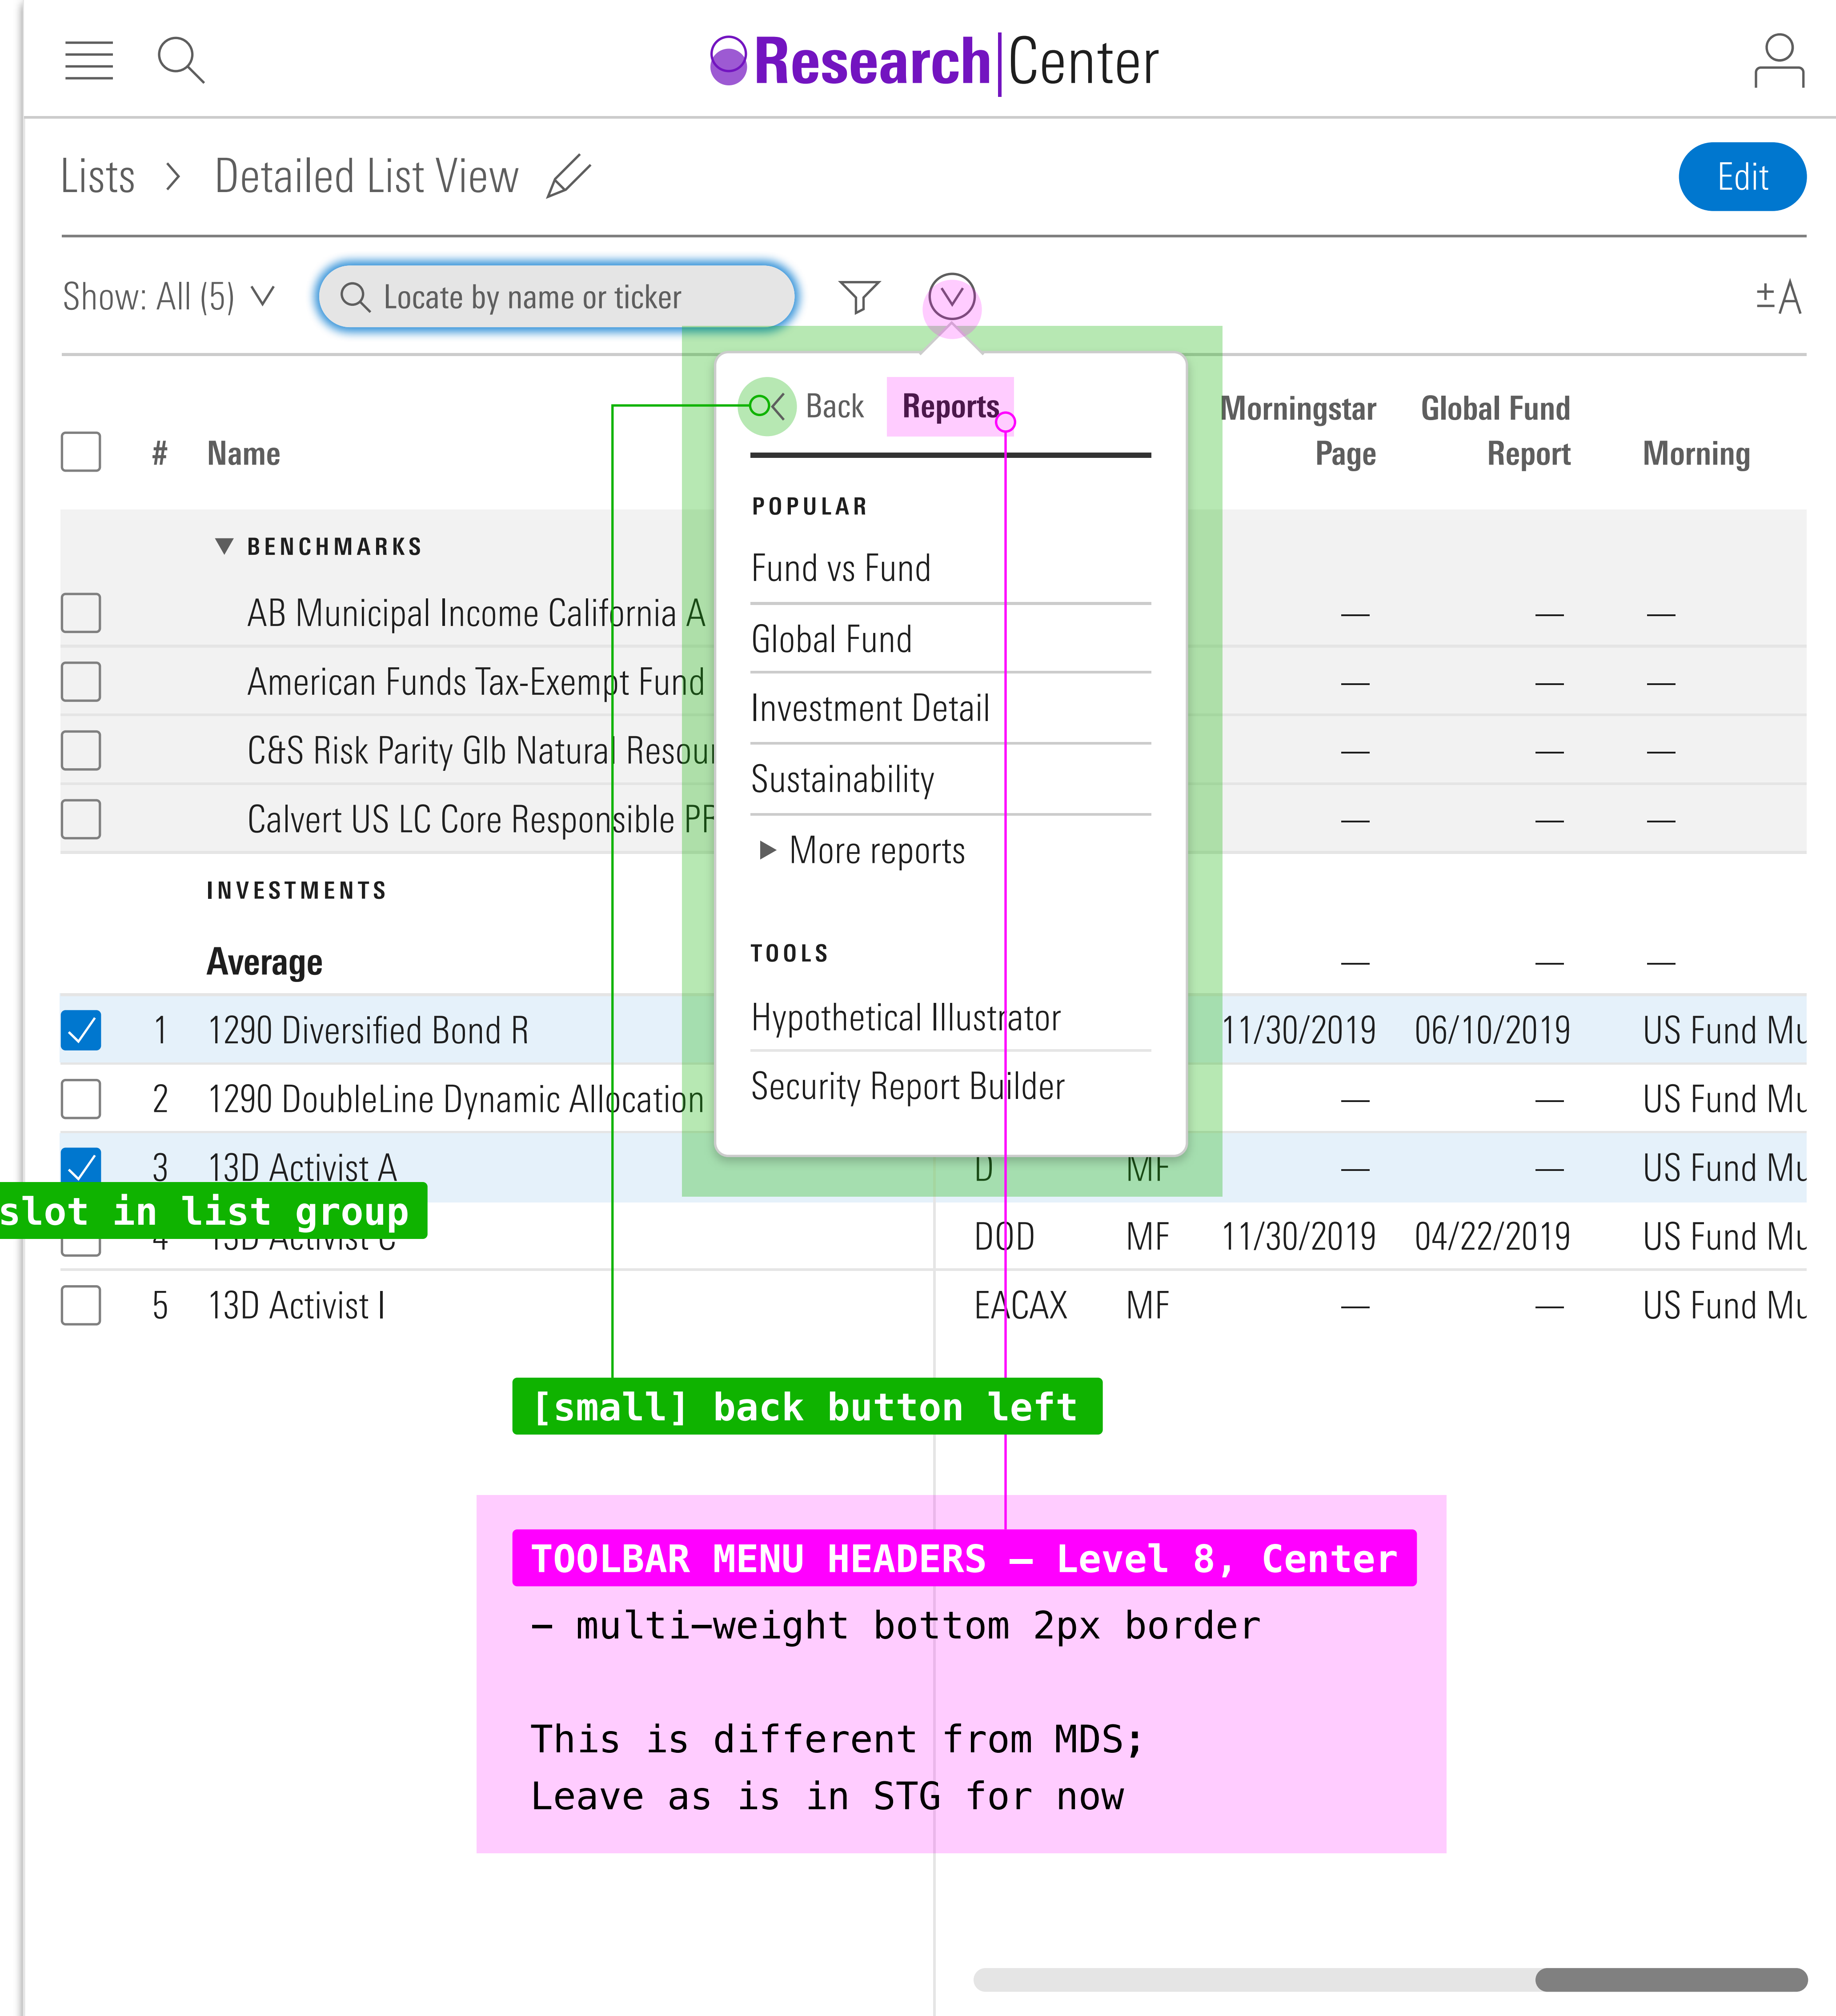 Research|Center
Lists > Detailed List View
Edit
Show: All (5)
Locate by name or ticker
±A
Back Reports
Morningstar Page
Global Fund Report
# Name
Morning
POPULAR
BENCHMARKS
Fund vs Fund
AB Municipal Income California A — — —
Global Fund
American Funds Tax-Exempt Fund — — —
Investment Detail
C&S Risk Parity Glb Natural Resour — — —
Sustainability
Calvert US LC Core Responsible PF — — —
More reports
INVESTMENTS
TOOLS
Average — — —
Hypothetical Illustrator
1 1290 Diversified Bond R 11/30/2019 06/10/2019 US Fund Mu
Security Report Builder
2 1290 DoubleLine Dynamic Allocation — — US Fund Mu
3 13D Activist A D MF — — US Fund Mu
slot in list group
4 13D Activist C DOD MF 11/30/2019 04/22/2019 US Fund Mu
5 13D Activist I EACAX MF — — US Fund Mu
[small] back button left
TOOLBAR MENU HEADERS – Level 8, Center
- multi-weight bottom 2px border
This is different from MDS;
Leave as is in STG for now